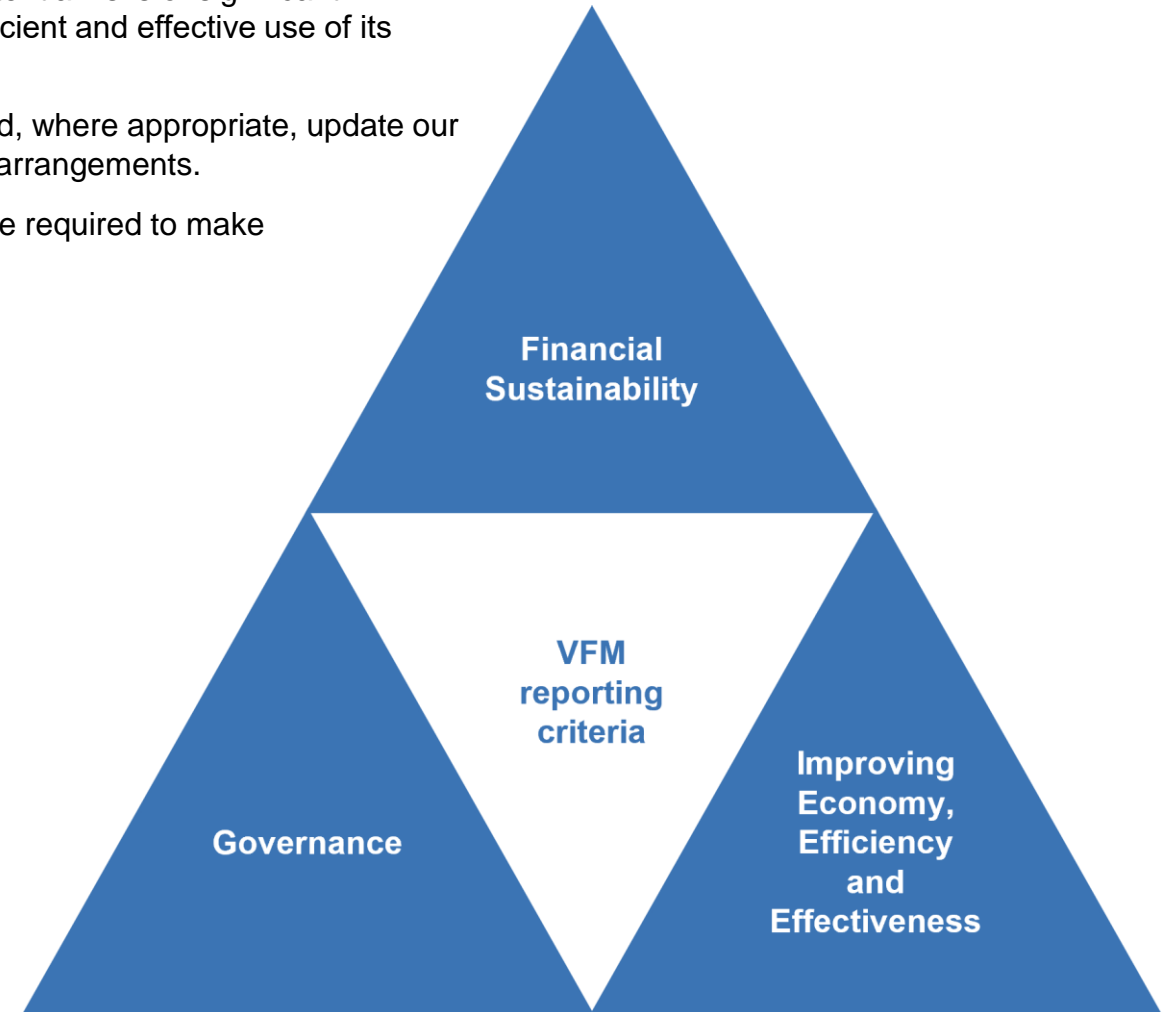 cient and effective use of its
d, where appropriate, update our
arrangements.
e required to make
Financial
Sustainability
VFM
reporting
criteria
Governance
Improving
Economy,
Efficiency
and
Effectiveness